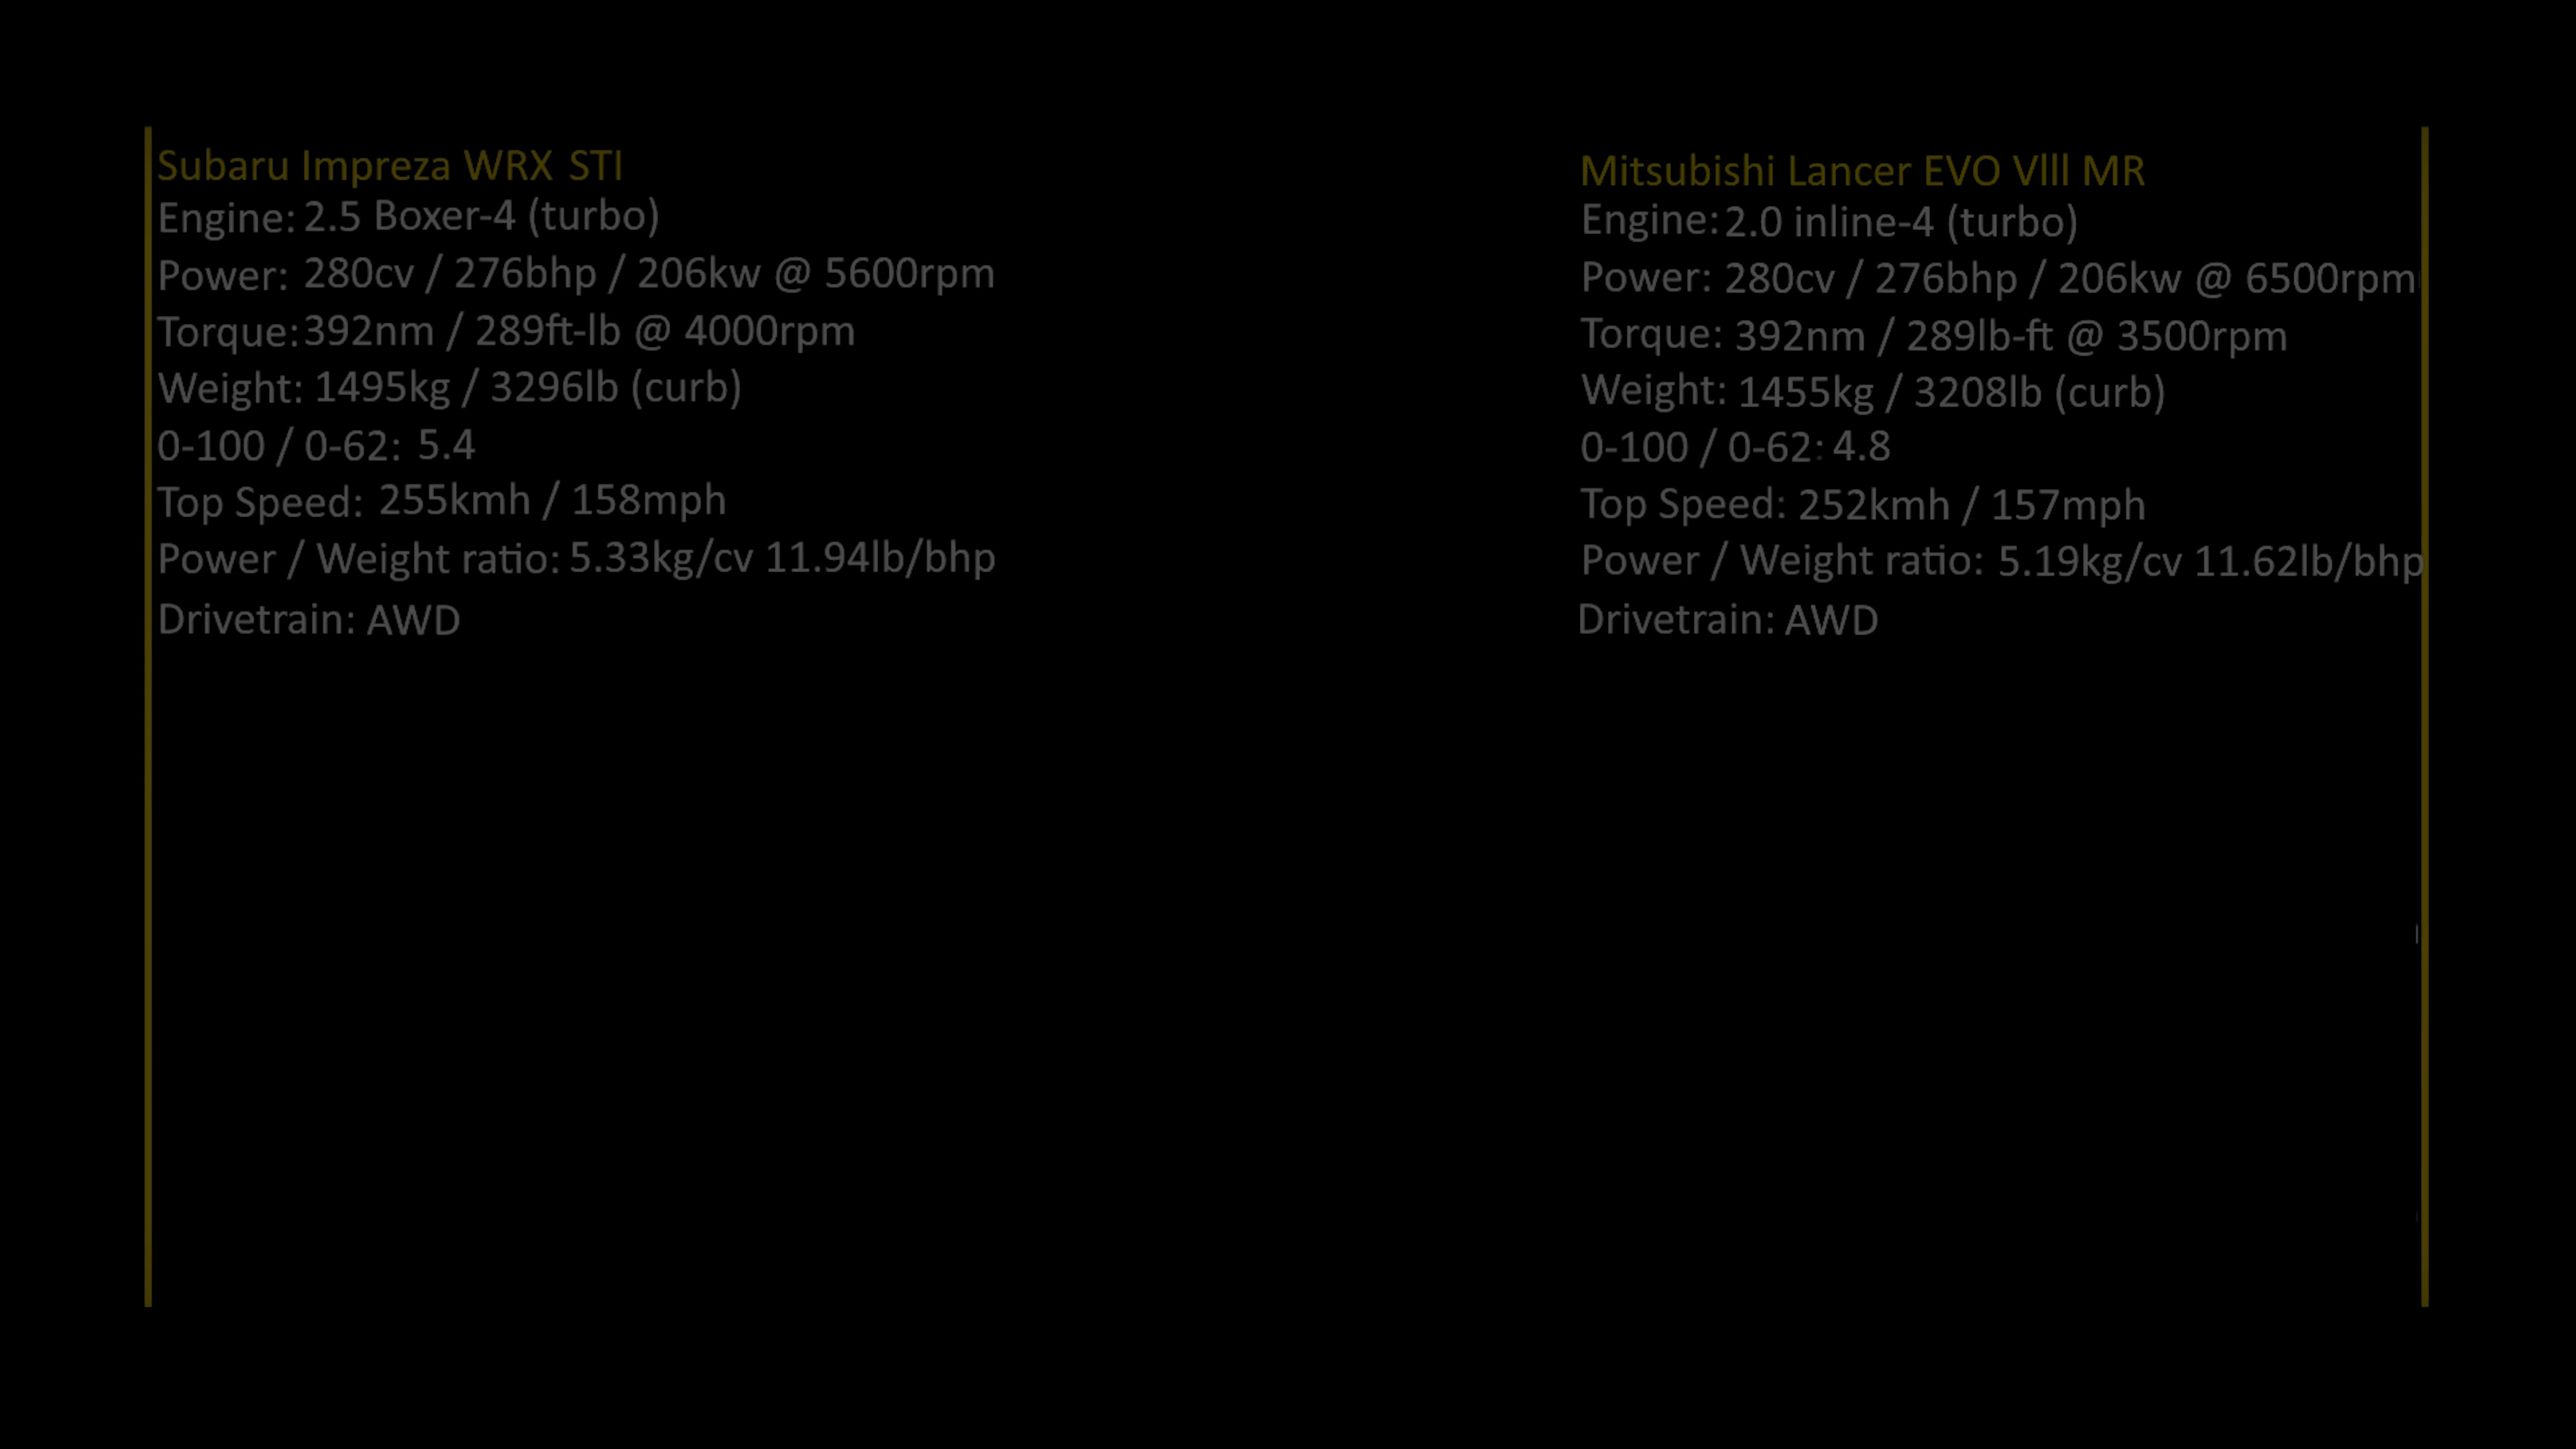 Subaru Impreza WRX STI
Engine: 2.5 Boxer-4 (turbo)
Power: 280cv / 276bhp / 206kw @ 5600rpm
Torque: 392nm / 289ft-lb @ 4000rpm
Weight: 1495kg / 3296lb (curb)
0-100 / 0-62: 5.4
Top Speed: 255kmh / 158mph
Power / Weight ratio: 5.33kg/cv 11.94lb/bhp
Drivetrain: AWD
Mitsubishi Lancer EVO Vlll MR
Engine: 2.0 inline-4 (turbo)
Power: 280cv / 276bhp / 206kw @ 6500rpm
Torque: 392nm / 289lb-ft @ 3500rpm
Weight: 1455kg / 3208lb (curb)
0-100 / 0-62: 4.8
Top Speed: 252kmh / 157mph
Power / Weight ratio: 5.19kg/cv 11.62lb/bhp
Drivetrain: AWD